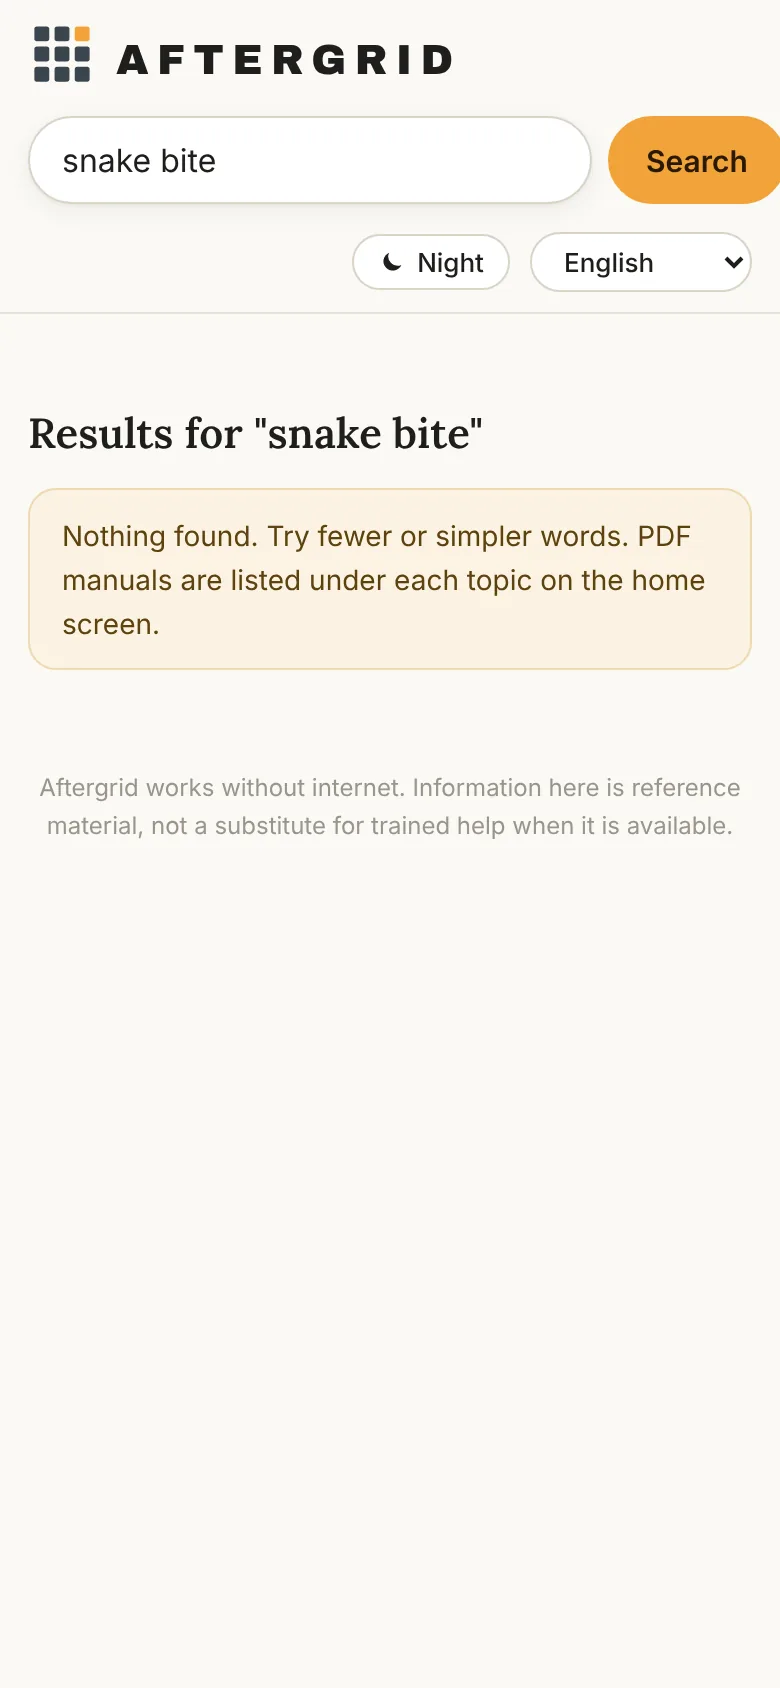 AFTERGRID
snake bite
Search
Night
English
Results for "snake bite"
Nothing found. Try fewer or simpler words. PDF
manuals are listed under each topic on the home
screen.
Aftergrid works without internet. Information here is reference
material, not a substitute for trained help when it is available.